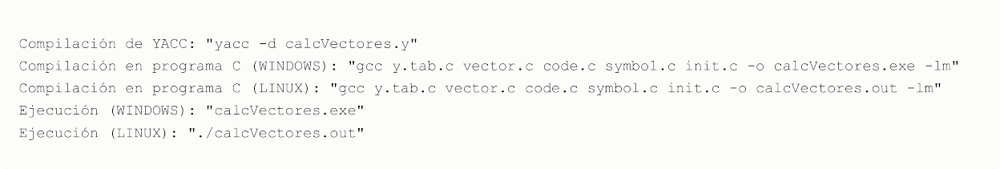 Compilación de YACC: "yacc -d calcVectores.y"
Compilación en programa C (WINDOWS): "gcc y.tab.c vector.c code.c symbol.c init.c -o calcVectores.exe -lm"
Compilación en programa C (LINUX): "gcc y.tab.c vector.c code.c symbol.c init.c -o calcVectores.out -lm"
Ejecución (WINDOWS): "calcVectores.exe"
Ejecución (LINUX): "./calcVectores.out"